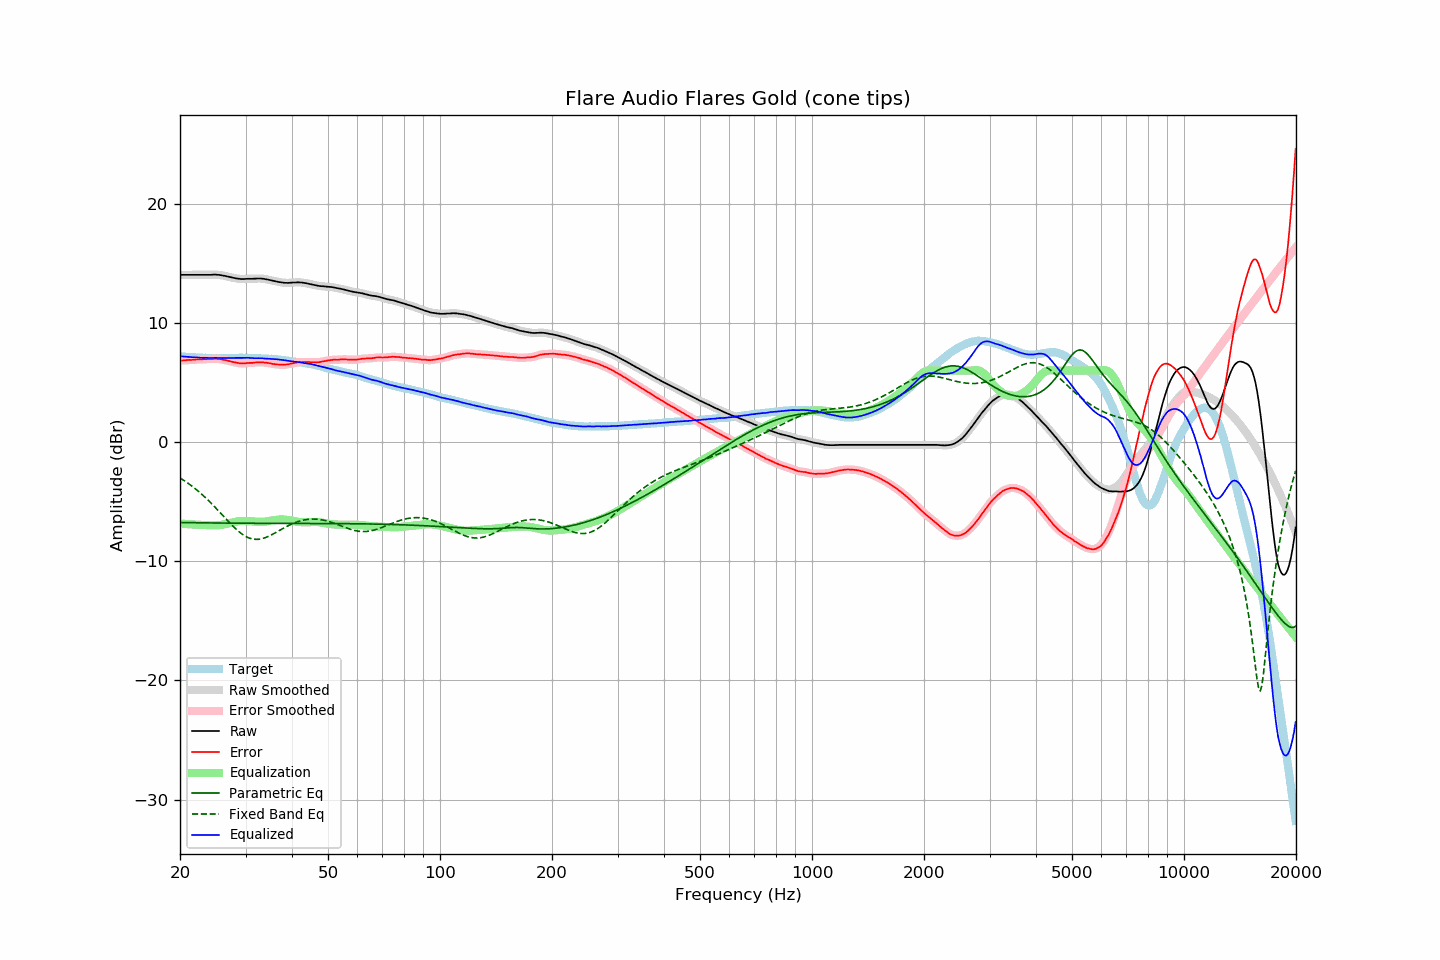 Flare Audio Flares Gold (cone tips)
Amplitude (dBr)
20
10
0
−10
−20
−30
Target
Raw Smoothed
Error Smoothed
Raw
Error
Equalization
Parametric Eq
Fixed Band Eq
Equalized
20 50 100 200 500 1000 2000 5000 10000 20000
Frequency (Hz)